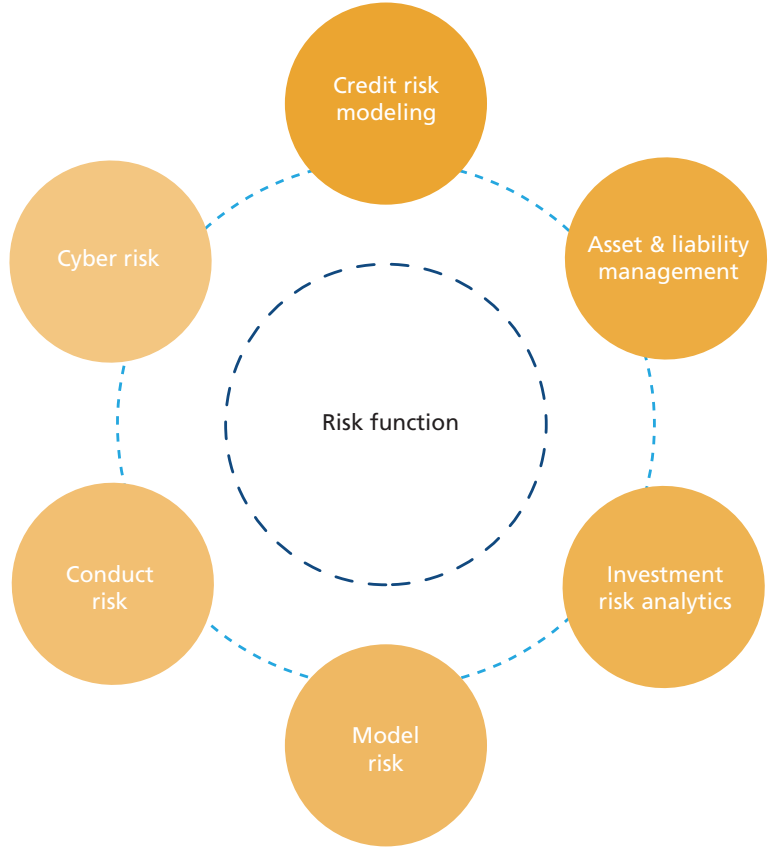 Credit risk
modeling
Asset & liability
management
Investment
risk analytics
Model
risk
Conduct
risk
Cyber risk
Risk function